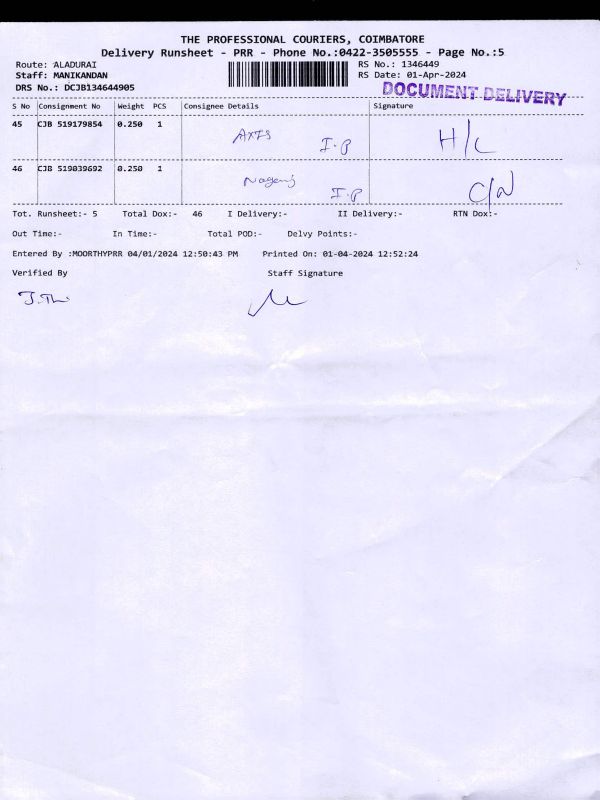 THE PROFESSIONAL COURIERS, COIMBATORE
Delivery Runsheet - PRR - Phone No.:0422-3505555 - Page No.:5
Route: ALADURAI RS No.: 1346449
Staff: MANIKANDAN RS Date: 01-Apr-2024
DRS No.: DCJB134644905
DOCUMENT DELIVERY
S No Consignment No Weight PCS Consignee Details Signature
45 CJB 519179854 0.250 1 AXIS I.P H/L
46 CJB 519039692 0.250 1 I.P C/N
Tot. Runsheet:- 5 Total Dox:- 46 I Delivery:- II Delivery:- RTN Dox:-
Out Time:- In Time:- Total POD:- Delvy Points:-
Entered By :MOORTHYPRR 04/01/2024 12:50:43 PM Printed On: 01-04-2024 12:52:24
Verified By Staff Signature